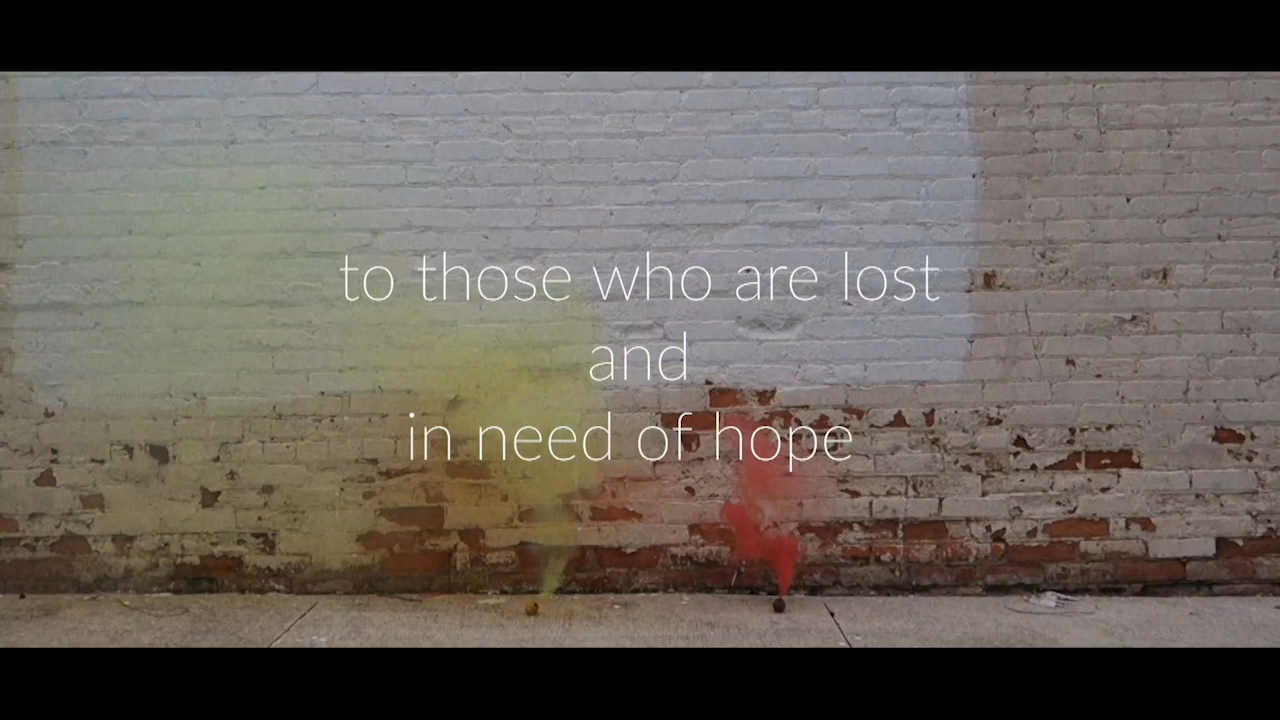 to those who are lost
and
in need of hope